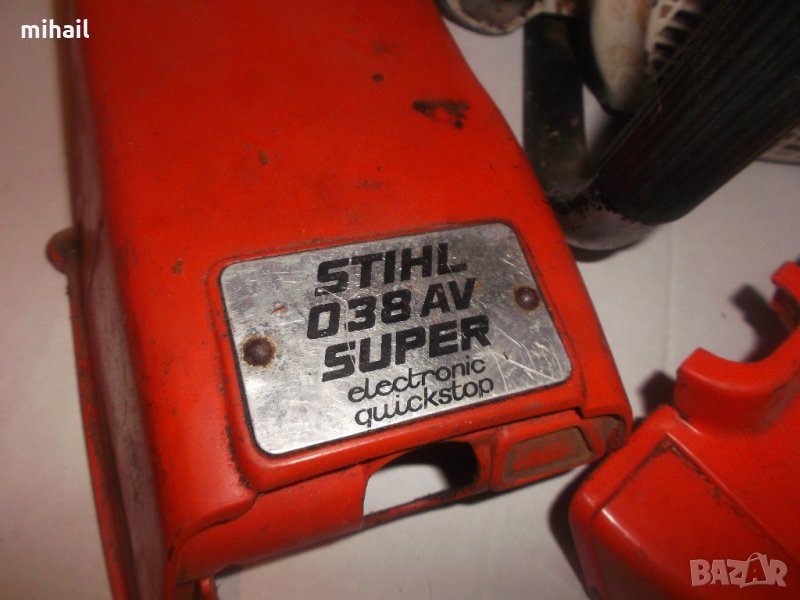 mihail
STIHL
038 AV
SUPER
electronic
quickstop
BAZAR